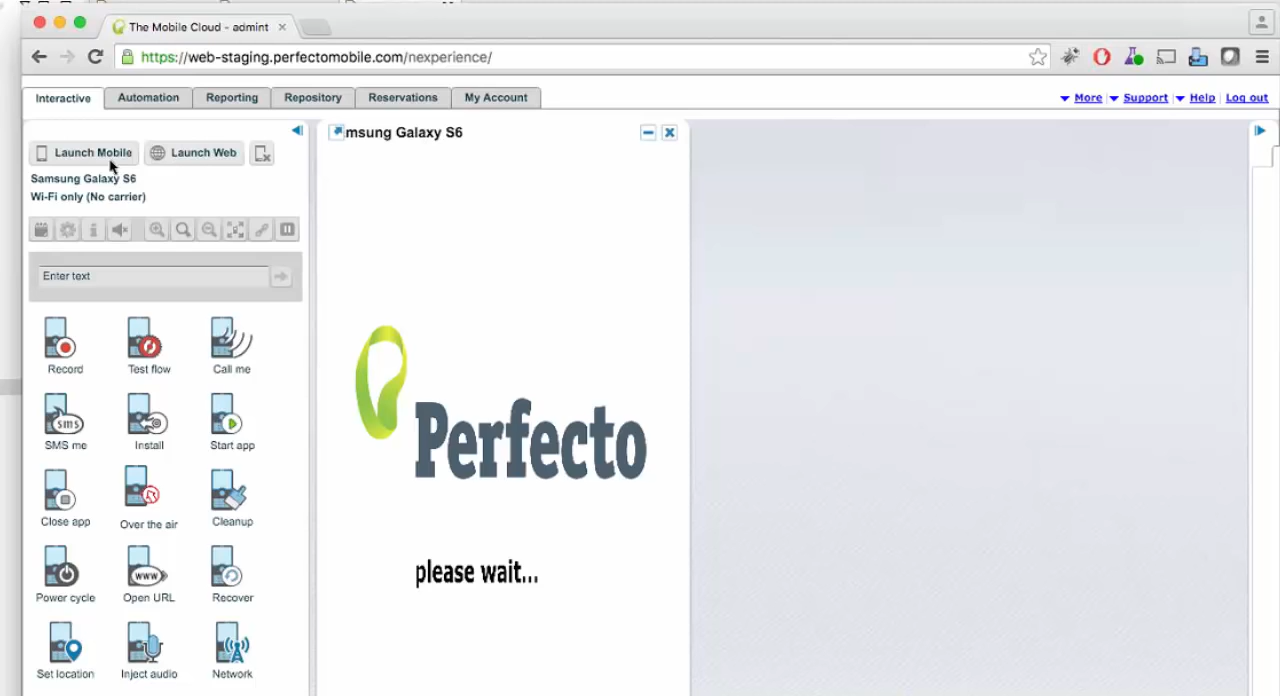 The Mobile Cloud - admint
https://web-staging.perfectomobile.com/nexperience/
Interactive Automation Reporting Repository Reservations My Account
More Support Help Log out
Launch Mobile Launch Web
msung Galaxy S6
Samsung Galaxy S6
Wi-Fi only (No carrier)
Enter text
Record Test flow Call me
sms
SMS me Install Start app
Close app Over the air Cleanup
www
Power cycle Open URL Recover
Set location Inject audio Network
Perfecto
please wait...